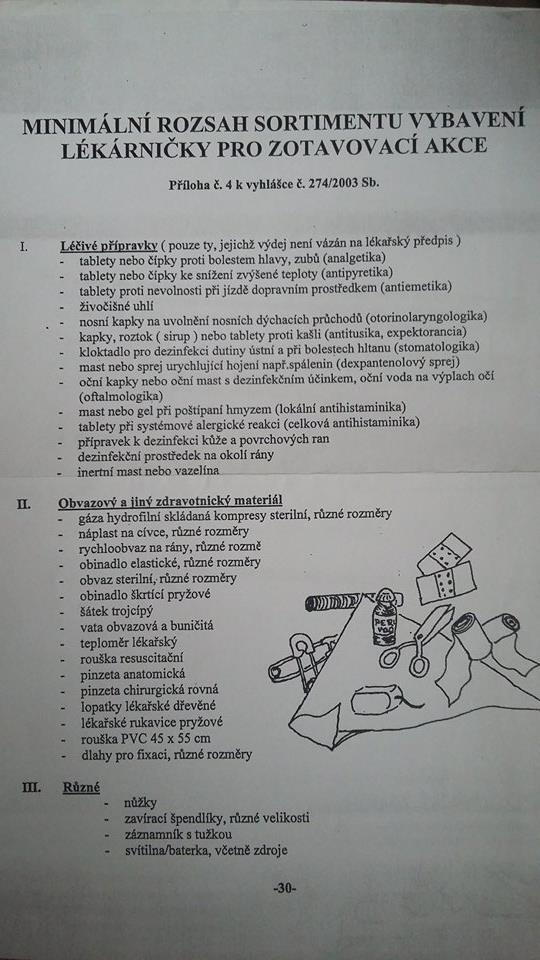 MINIMÁLNÍ ROZSAH SORTIMENTU VYBAVENÍ
LÉKÁRNIČKY PRO ZOTAVOVACÍ AKCE
Příloha č. 4 k vyhlášce č. 274/2003 Sb.
I. Léčivé přípravky ( pouze ty, jejichž výdej není vázán na lékařský předpis )
- tablety nebo čípky proti bolestem hlavy, zubů (analgetika)
- tablety nebo čípky ke snížení zvýšené teploty (antipyretika)
- tablety proti nevolnosti při jízdě dopravním prostředkem (antiemetika)
- živočišné uhlí
- nosní kapky na uvolnění nosních dýchacích průchodů (otorinolaryngologika)
- kapky, roztok ( sirup ) nebo tablety proti kašli (antitusika, expektorancia)
- kloktadlo pro dezinfekci dutiny ústní a při bolestech hltanu (stomatologika)
- mast nebo sprej urychlující hojení např.spálenin (dexpantenolový sprej)
- oční kapky nebo oční mast s dezinfekčním účinkem, oční voda na výplach očí
(oftalmologika)
- mast nebo gel při poštípaní hmyzem (lokální antihistaminika)
- tablety při systémové alergické reakci (celková antihistaminika)
- přípravek k dezinfekci kůže a povrchových ran
- dezinfekční prostředek na okolí rány
- inertní mast nebo vazelína
II. Obvazový a jiný zdravotnický materiál
- gáza hydrofilní skládaná kompresy sterilní, různé rozměry
- náplast na cívce, různé rozměry
- rychloobvaz na rány, různé rozmě
- obinadlo elastické, různé rozměry
- obvaz sterilní, různé rozměry
- obinadlo škrtící pryžové
- šátek trojcípý
- vata obvazová a buničitá
- teploměr lékařský
- rouška resuscitační
- pinzeta anatomická
- pinzeta chirurgická rovná
- lopatky lékařské dřevěné
- lékařské rukavice pryžové
- rouška PVC 45 x 55 cm
- dlahy pro fixaci, různé rozměry
III. Různé
- nůžky
- zavírací špendlíky, různé velikosti
- záznamník s tužkou
- svítilna/baterka, včetně zdroje
-30-